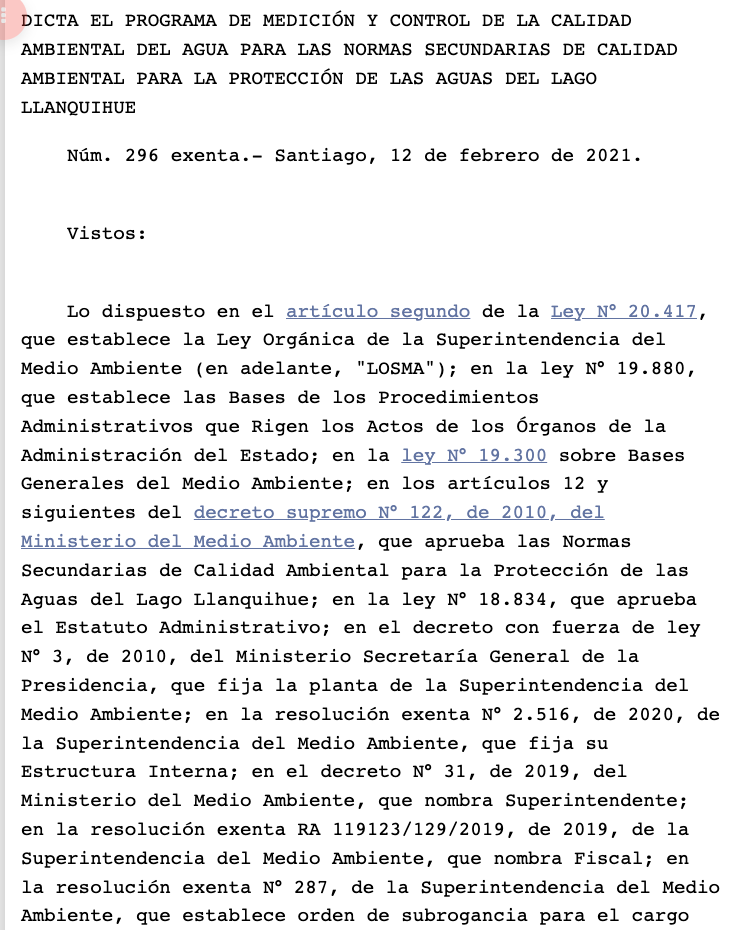 DICTA EL PROGRAMA DE MEDICIÓN Y CONTROL DE LA CALIDAD
AMBIENTAL DEL AGUA PARA LAS NORMAS SECUNDARIAS DE CALIDAD
AMBIENTAL PARA LA PROTECCIÓN DE LAS AGUAS DEL LAGO
LLANQUIHUE
Núm. 296 exenta.- Santiago, 12 de febrero de 2021.
Vistos:
Lo dispuesto en el artículo segundo de la Ley N° 20.417,
que establece la Ley Orgánica de la Superintendencia del
Medio Ambiente (en adelante, "LOSMA"); en la ley N° 19.880,
que establece las Bases de los Procedimientos
Administrativos que Rigen los Actos de los Órganos de la
Administración del Estado; en la ley N° 19.300 sobre Bases
Generales del Medio Ambiente; en los artículos 12 y
siguientes del decreto supremo N° 122, de 2010, del
Ministerio del Medio Ambiente, que aprueba las Normas
Secundarias de Calidad Ambiental para la Protección de las
Aguas del Lago Llanquihue; en la ley N° 18.834, que aprueba
el Estatuto Administrativo; en el decreto con fuerza de ley
N° 3, de 2010, del Ministerio Secretaría General de la
Presidencia, que fija la planta de la Superintendencia del
Medio Ambiente; en la resolución exenta N° 2.516, de 2020, de
la Superintendencia del Medio Ambiente, que fija su
Estructura Interna; en el decreto N° 31, de 2019, del
Ministerio del Medio Ambiente, que nombra Superintendente;
en la resolución exenta RA 119123/129/2019, de 2019, de la
Superintendencia del Medio Ambiente, que nombra Fiscal; en
la resolución exenta N° 287, de la Superintendencia del Medio
Ambiente, que establece orden de subrogancia para el cargo